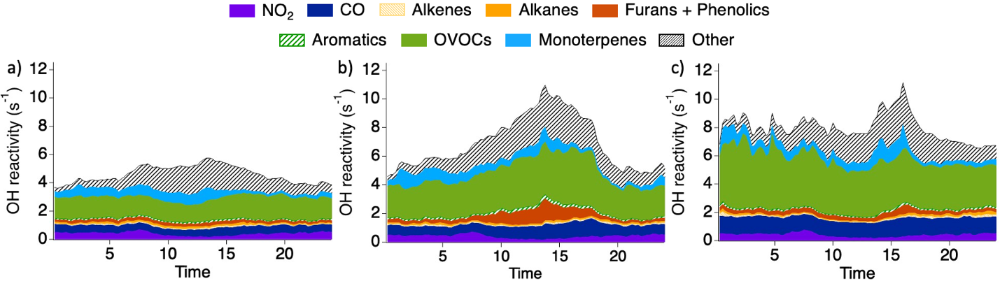 NO₂ CO Alkenes Alkanes Furans + Phenolics
Aromatics OVOCs Monoterpenes Other
a) b) c)
12 12 12
10 10 10
8 8 8
6 6 6
4 4 4
2 2 2
0 0 0
OH reactivity (s⁻¹) OH reactivity (s⁻¹) OH reactivity (s⁻¹)
5 10 15 20 5 10 15 20 5 10 15 20
Time Time Time